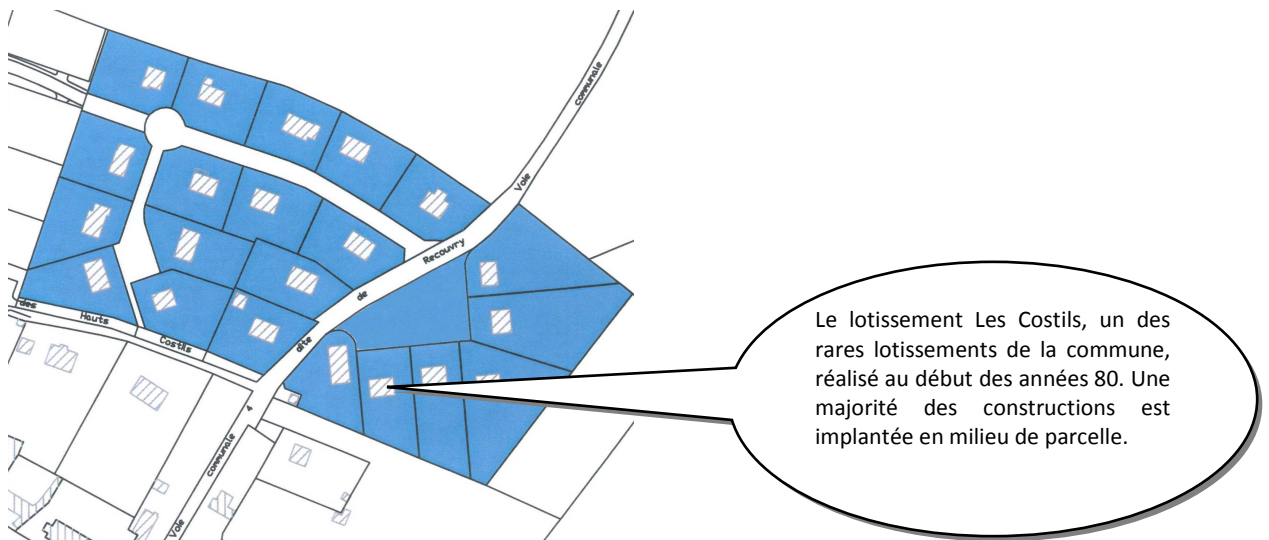 communale
Voie
Recouvry
de
dite
des
Hauts
Costils
4
communale
Voie
Le lotissement Les Costils, un des
rares lotissements de la commune,
réalisé au début des années 80. Une
majorité des constructions est
implantée en milieu de parcelle.